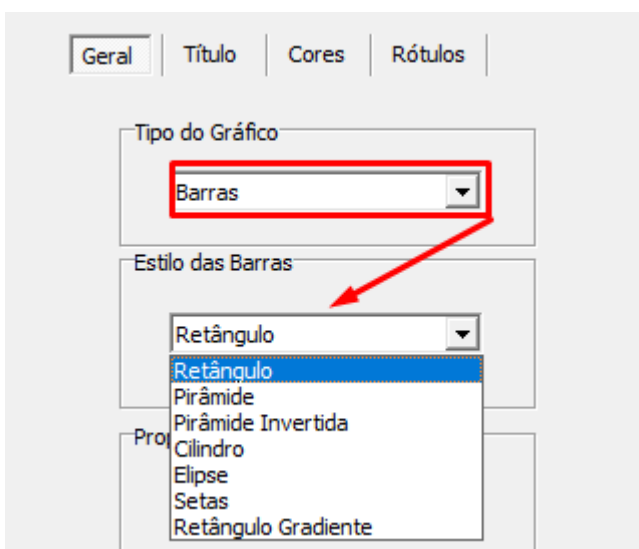 Geral Título Cores Rótulos
Tipo do Gráfico
Barras
Estilo das Barras
Retângulo
Retângulo
Pirâmide
Pirâmide Invertida
Cilindro
Elipse
Setas
Retângulo Gradiente